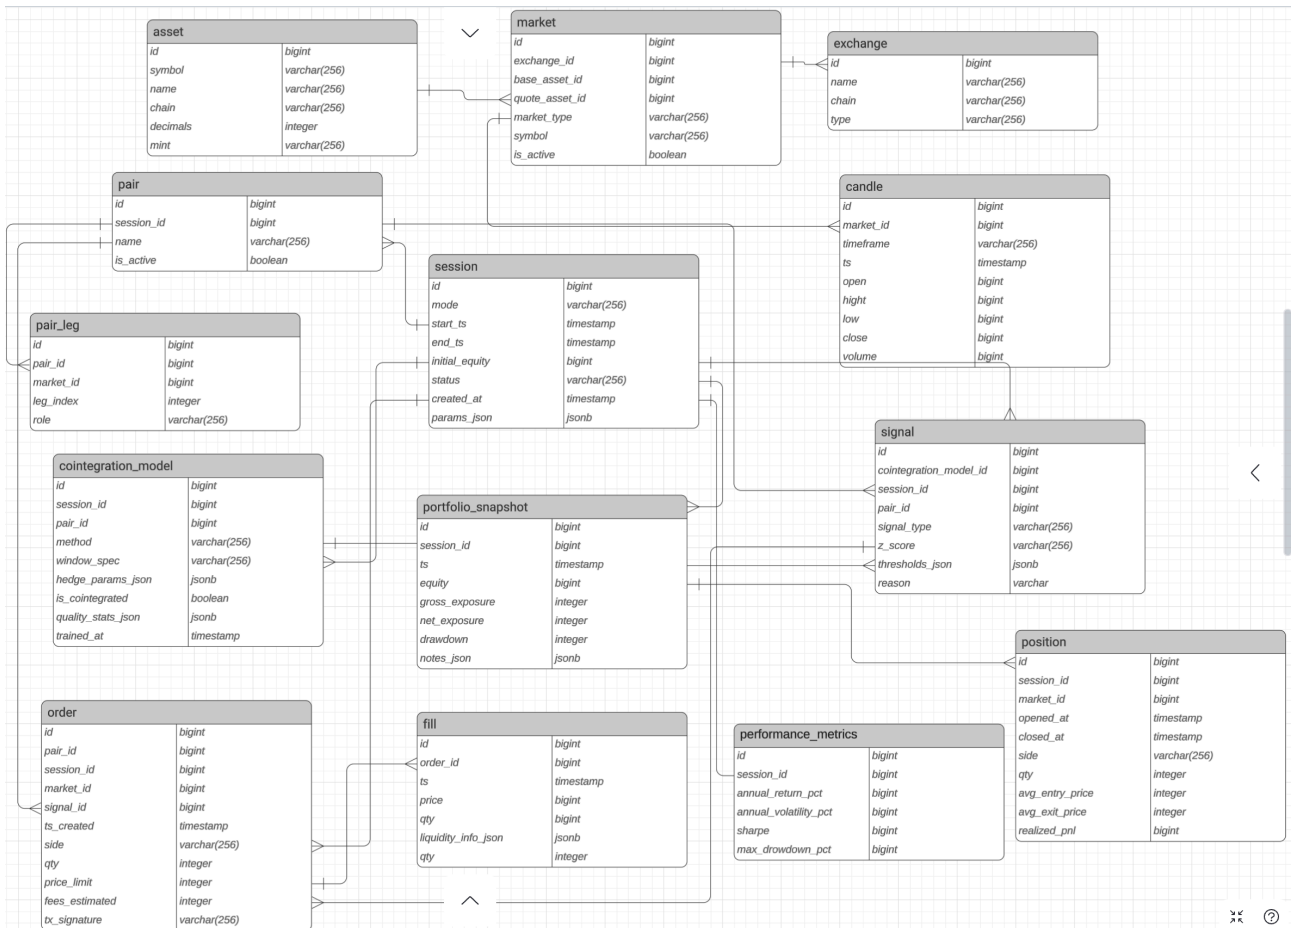 asset
id bigint
symbol varchar(256)
name varchar(256)
chain varchar(256)
decimals integer
mint varchar(256)
market
id bigint
exchange_id bigint
base_asset_id bigint
quote_asset_id bigint
market_type varchar(256)
symbol varchar(256)
is_active boolean
exchange
id bigint
name varchar(256)
chain varchar(256)
type varchar(256)
pair
id bigint
session_id bigint
name varchar(256)
is_active boolean
candle
id bigint
market_id bigint
timeframe varchar(256)
ts timestamp
open bigint
hight bigint
low bigint
close bigint
volume bigint
session
id bigint
mode varchar(256)
start_ts timestamp
end_ts timestamp
initial_equity bigint
status varchar(256)
created_at timestamp
params_json jsonb
pair_leg
id bigint
pair_id bigint
market_id bigint
leg_index integer
role varchar(256)
signal
id bigint
cointegration_model_id bigint
session_id bigint
pair_id bigint
signal_type varchar(256)
z_score varchar(256)
thresholds_json jsonb
reason varchar
cointegration_model
id bigint
session_id bigint
pair_id bigint
method varchar(256)
window_spec varchar(256)
hedge_params_json jsonb
is_cointegrated boolean
quality_stats_json jsonb
trained_at timestamp
portfolio_snapshot
id bigint
session_id bigint
ts timestamp
equity bigint
gross_exposure integer
net_exposure integer
drawdown integer
notes_json jsonb
position
id bigint
session_id bigint
market_id bigint
opened_at timestamp
closed_at timestamp
side varchar(256)
qty integer
avg_entry_price integer
avg_exit_price integer
realized_pnl bigint
order
id bigint
pair_id bigint
session_id bigint
market_id bigint
signal_id bigint
ts_created timestamp
side varchar(256)
qty integer
price_limit integer
fees_estimated integer
tx_signature varchar(256)
fill
id bigint
order_id bigint
ts timestamp
price bigint
qty bigint
liquidity_info_json jsonb
qty integer
performance_metrics
id bigint
session_id bigint
annual_return_pct bigint
annual_volatility_pct bigint
sharpe bigint
max_drowdown_pct bigint